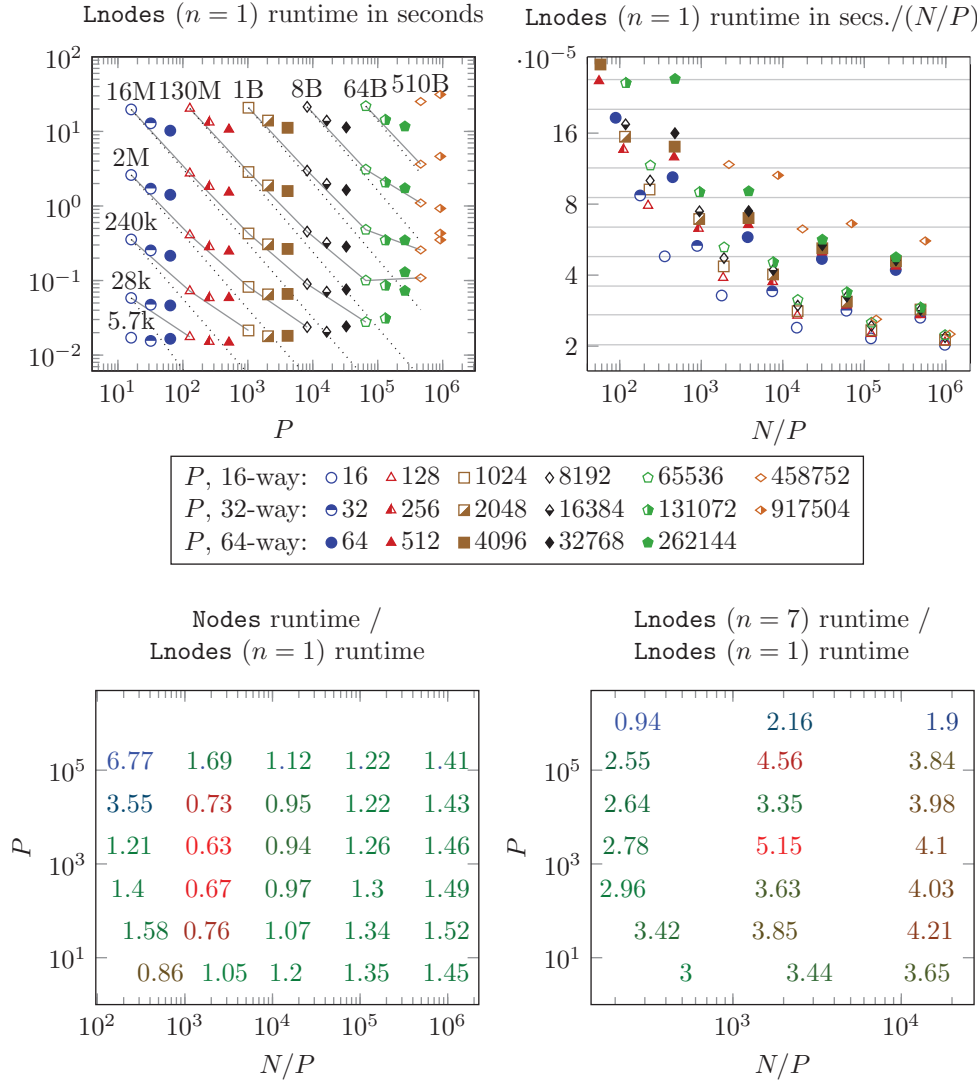 Lnodes (n = 1) runtime in seconds
10^2
10^1
10^0
10^−1
10^−2
16M 130M 1B 8B 64B 510B
2M
240k
28k
5.7k
10^1 10^2 10^3 10^4 10^5 10^6
P
Lnodes (n = 1) runtime in secs./(N/P)
·10^−5
16
8
4
2
10^2 10^3 10^4 10^5 10^6
N/P
P, 16-way: 16 128 1024 8192 65536 458752
P, 32-way: 32 256 2048 16384 131072 917504
P, 64-way: 64 512 4096 32768 262144
Nodes runtime /
Lnodes (n = 1) runtime
P
10^5
10^3
10^1
6.77 1.69 1.12 1.22 1.41
3.55 0.73 0.95 1.22 1.43
1.21 0.63 0.94 1.26 1.46
1.4 0.67 0.97 1.3 1.49
1.58 0.76 1.07 1.34 1.52
0.86 1.05 1.2 1.35 1.45
10^2 10^3 10^4 10^5 10^6
N/P
Lnodes (n = 7) runtime /
Lnodes (n = 1) runtime
P
10^5
10^3
10^1
0.94 2.16 1.9
2.55 4.56 3.84
2.64 3.35 3.98
2.78 5.15 4.1
2.96 3.63 4.03
3.42 3.85 4.21
3 3.44 3.65
10^3 10^4
N/P